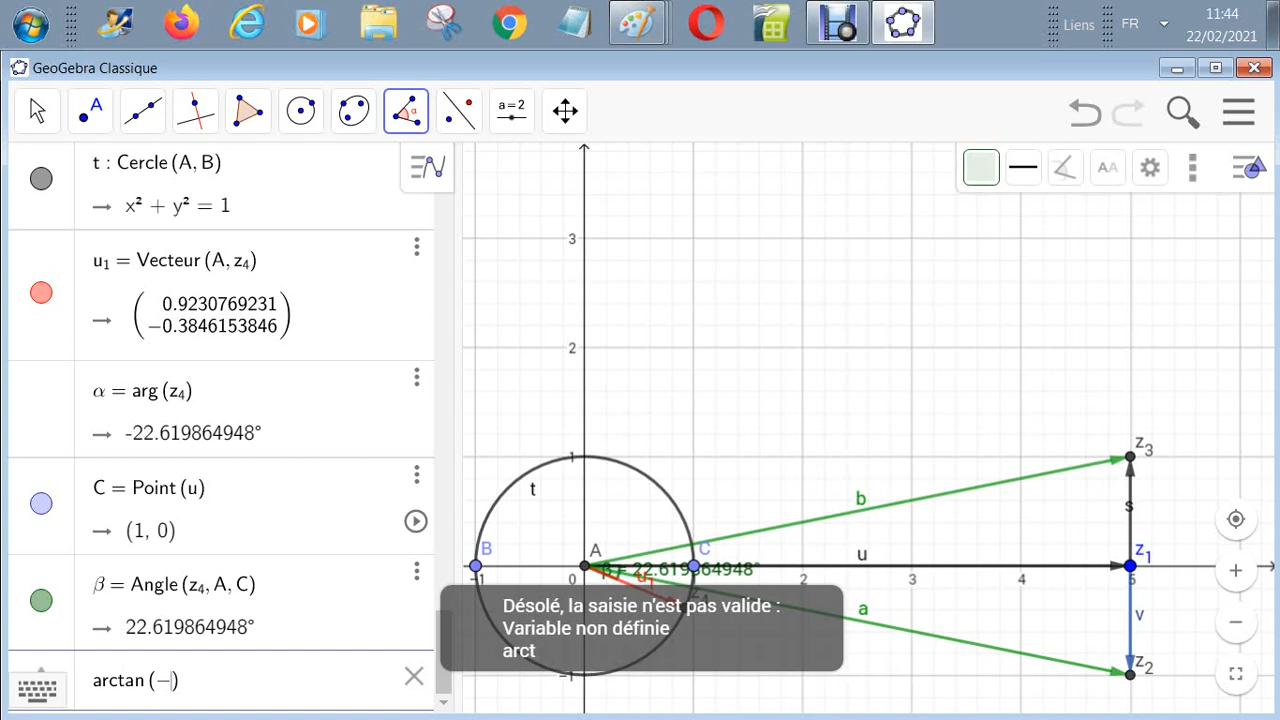 Liens
FR
11:44
22/02/2021
GeoGebra Classique
A
α
a=2
t : Cercle (A, B)
→ x² + y² = 1
AA
u₁ = Vecteur (A, z₄)
→ ( 0.9230769231
−0.3846153846 )
α = arg (z₄)
→ -22.619864948°
C = Point (u)
→ (1, 0)
β = Angle (z₄, A, C)
→ 22.619864948°
arctan (−)
3
2
1
z₃
b
s
t
B
A
C
u
z₁
β = 22.619864948°
u₁
−1
0
2
3
4
5
Désolé, la saisie n'est pas valide :
Variable non définie
arct
a
v
z₂
−1